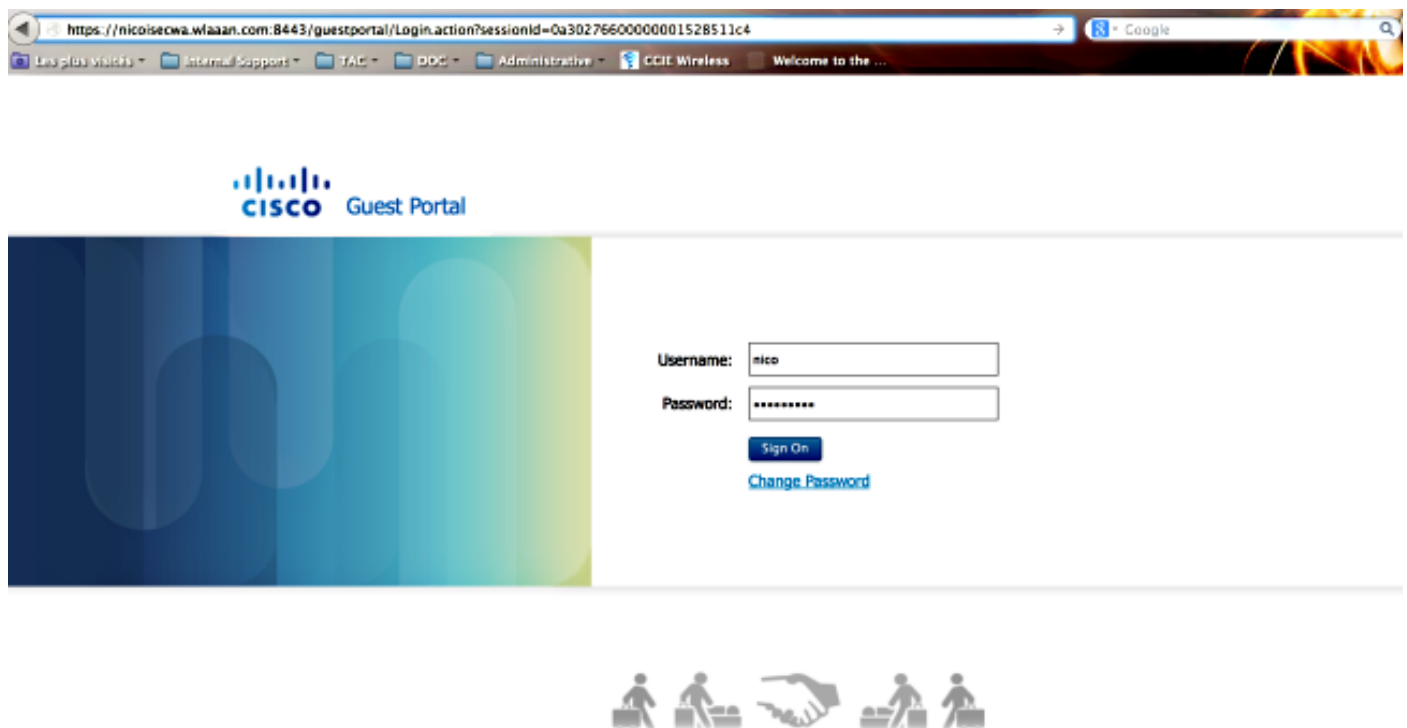 https://nicoisecwa.wlaaan.com:8443/guestportal/Login.action?sessionId=0a30276600000001528511c4
Google
Les plus visités Internal Support TAC DOC Administrative CCIE Wireless Welcome to the ...
CISCO Guest Portal
Username: nico
Password: •••••••••
Sign On
Change Password